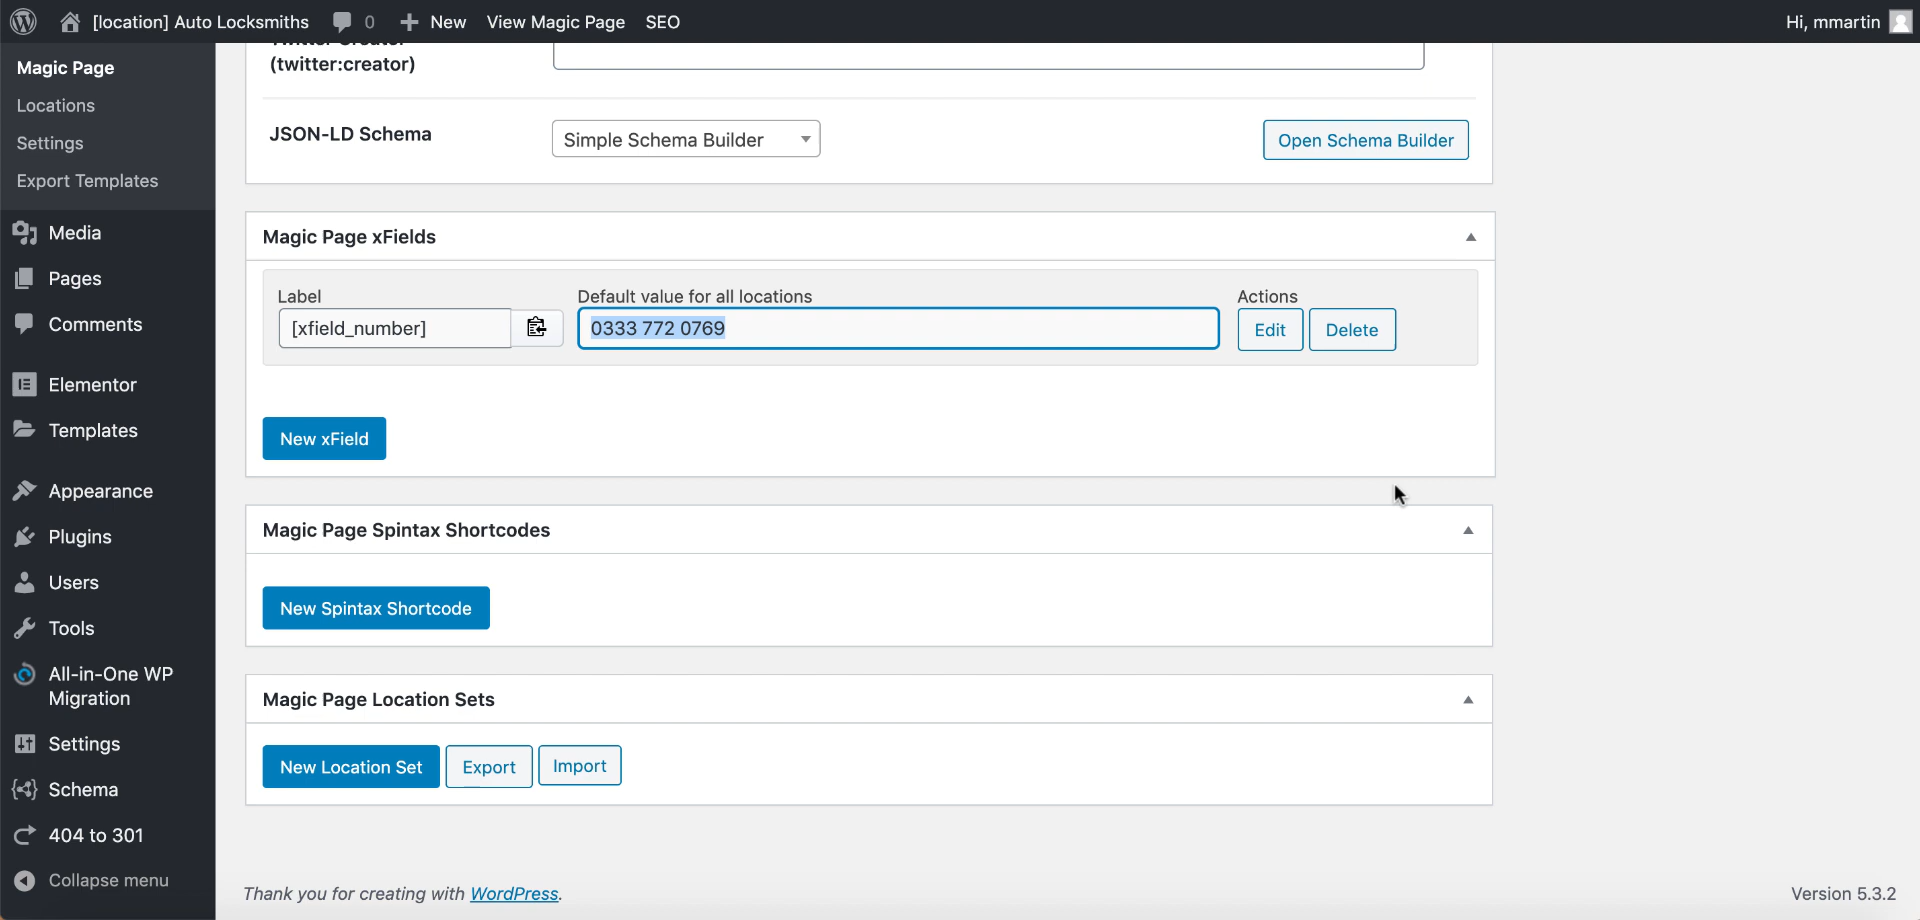 [location] Auto Locksmiths 0 New View Magic Page SEO Hi, mmartin
Magic Page
Locations
Settings
Export Templates
Media
Pages
Comments
Elementor
Templates
Appearance
Plugins
Users
Tools
All-in-One WP
Migration
Settings
Schema
404 to 301
Collapse menu
Twitter Creator
(twitter:creator)
JSON-LD Schema Simple Schema Builder Open Schema Builder
Magic Page xFields
Label Default value for all locations Actions
[xfield_number] 0333 772 0769 Edit Delete
New xField
Magic Page Spintax Shortcodes
New Spintax Shortcode
Magic Page Location Sets
New Location Set Export Import
Thank you for creating with WordPress. Version 5.3.2